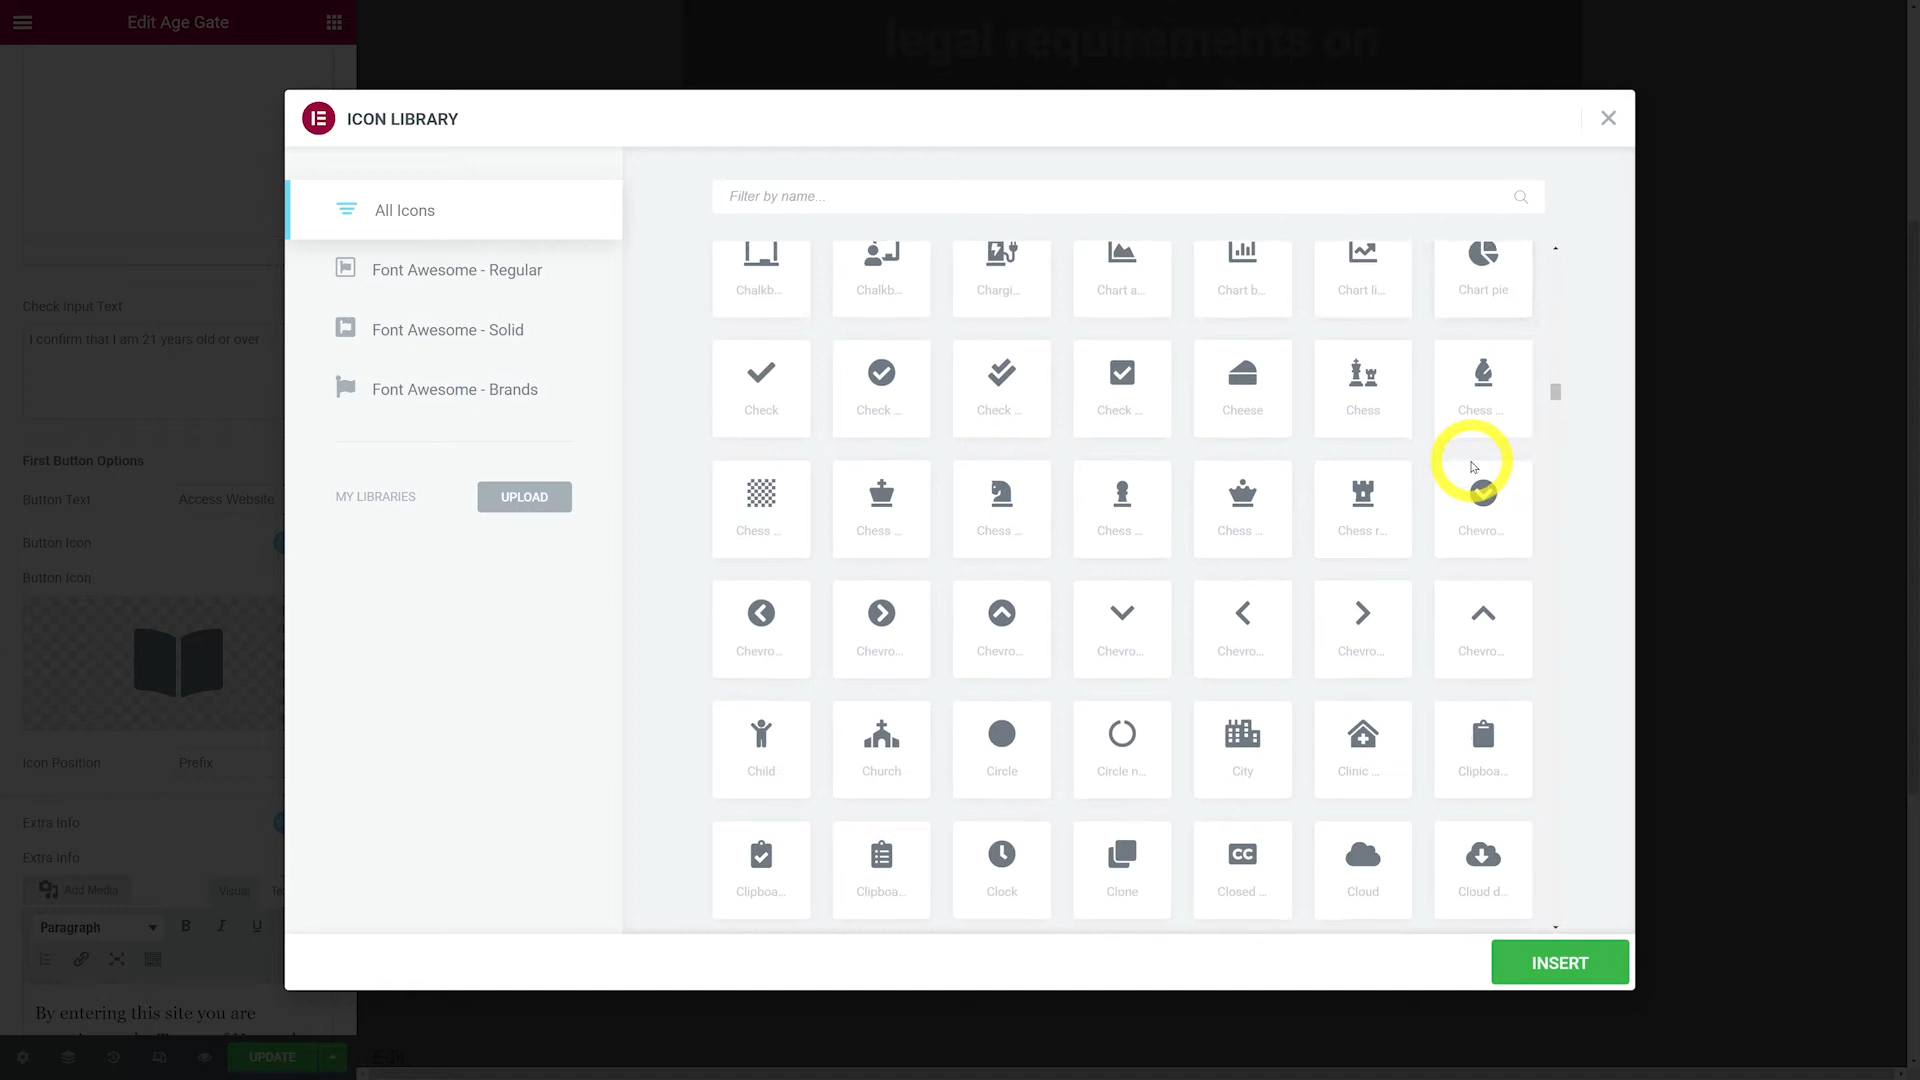 Edit Age Gate
legal requirements on
ICON LIBRARY
Filter by name...
All Icons
Font Awesome - Regular
Font Awesome - Solid
Font Awesome - Brands
MY LIBRARIES
UPLOAD
Chalkb...
Chalkb...
Chargi...
Chart a...
Chart b...
Chart li...
Chart pie
Check
Check ...
Check ...
Check ...
Cheese
Chess
Chess ...
Chess ...
Chess ...
Chess ...
Chess ...
Chess ...
Chess r...
Chevro...
Chevro...
Chevro...
Chevro...
Chevro...
Chevro...
Chevro...
Chevro...
Child
Church
Circle
Circle n...
City
Clinic ...
Clipboa...
Clipboa...
Clipboa...
Clock
Clone
CC
Closed ...
Cloud
Cloud d...
INSERT
Check Input Text
I confirm that I am 21 years old or over
First Button Options
Button Text
Access Website
Button Icon
Button Icon
Icon Position
Prefix
Extra Info
Extra Info
Add Media
Visual
Paragraph
B
I
U
By entering this site you are
UPDATE